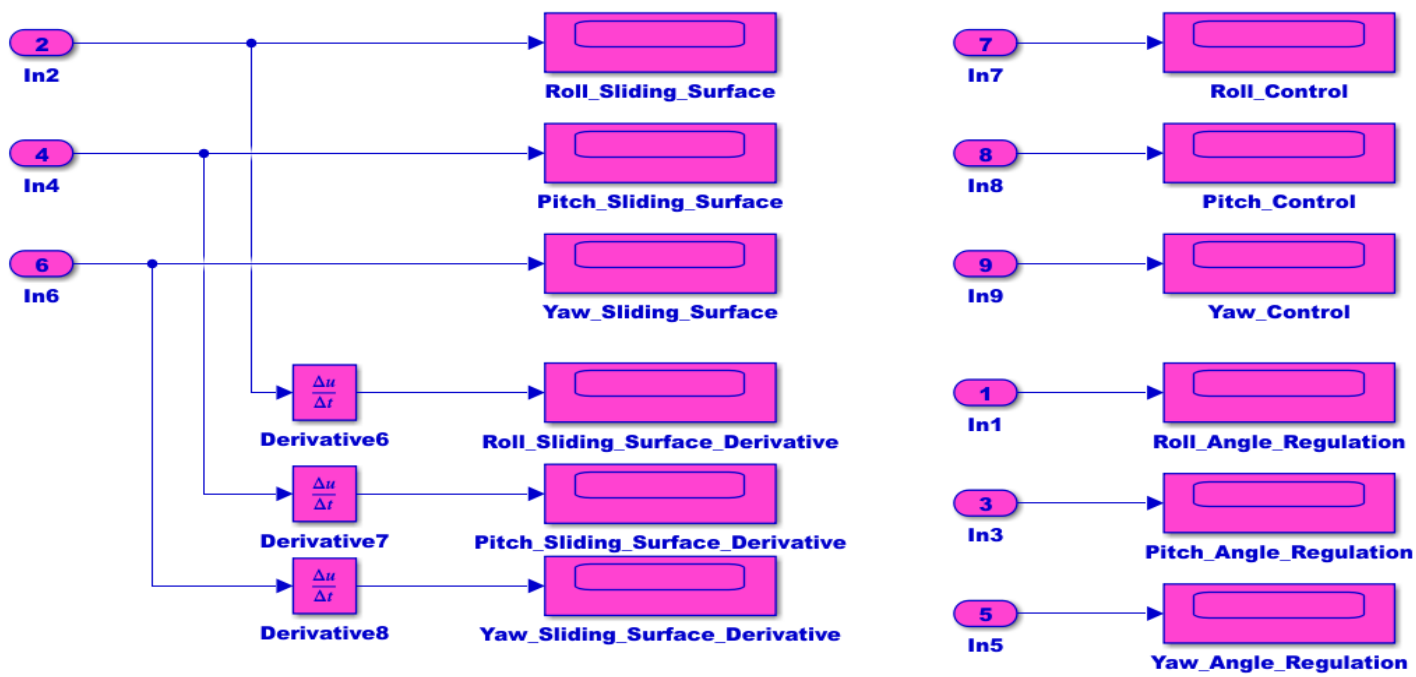 2
In2
Roll_Sliding_Surface
4
In4
Pitch_Sliding_Surface
6
In6
Yaw_Sliding_Surface
Δu
Δt
Derivative6
Roll_Sliding_Surface_Derivative
Δu
Δt
Derivative7
Pitch_Sliding_Surface_Derivative
Δu
Δt
Derivative8
Yaw_Sliding_Surface_Derivative
7
In7
Roll_Control
8
In8
Pitch_Control
9
In9
Yaw_Control
1
In1
Roll_Angle_Regulation
3
In3
Pitch_Angle_Regulation
5
In5
Yaw_Angle_Regulation